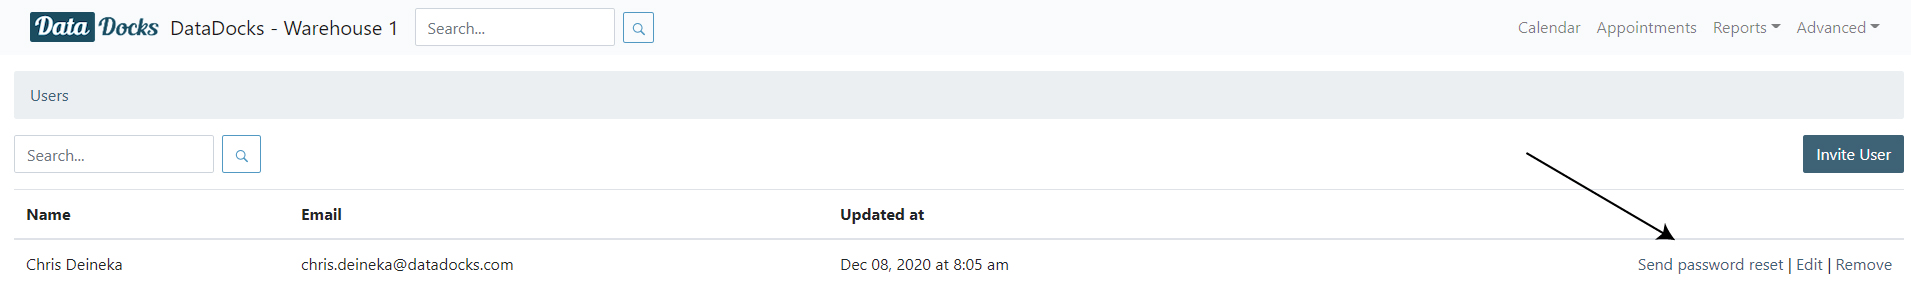 Data Docks DataDocks - Warehouse 1 Search... Calendar Appointments Reports Advanced
Users
Search... Invite User
Name Email Updated at
Chris Deineka chris.deineka@datadocks.com Dec 08, 2020 at 8:05 am Send password reset | Edit | Remove